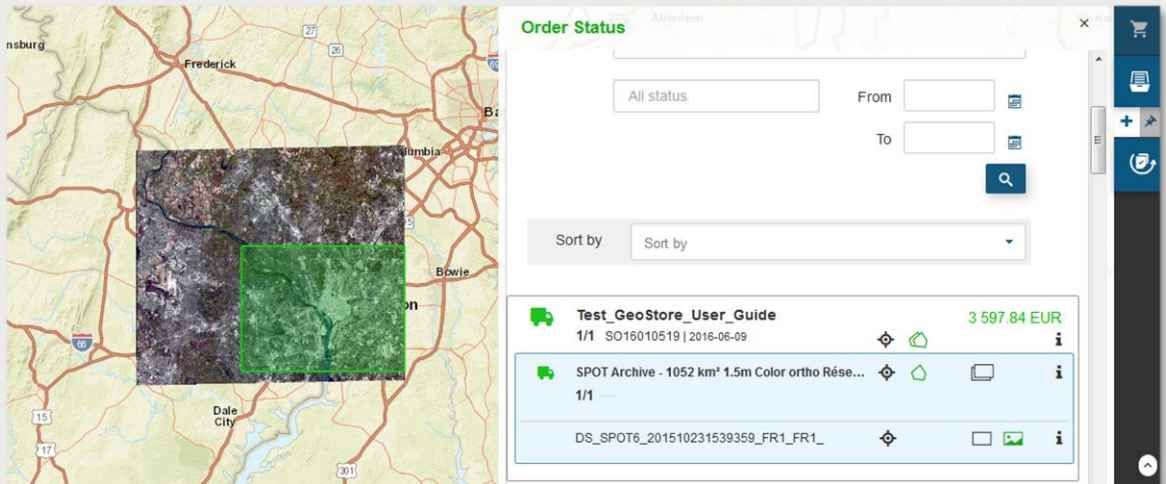 27
26
Frederick
nsburg
Ba
lumbia
Bowie
on
66
Dale
City
15
17
301
Aberdeen
Order Status
×
All status
From
To
Sort by
Sort by
Test_GeoStore_User_Guide
3 597.84 EUR
1/1 SO16010519 | 2016-06-09
SPOT Archive - 1052 km² 1.5m Color ortho Rése...
1/1
DS_SPOT6_201510231539359_FR1_FR1_